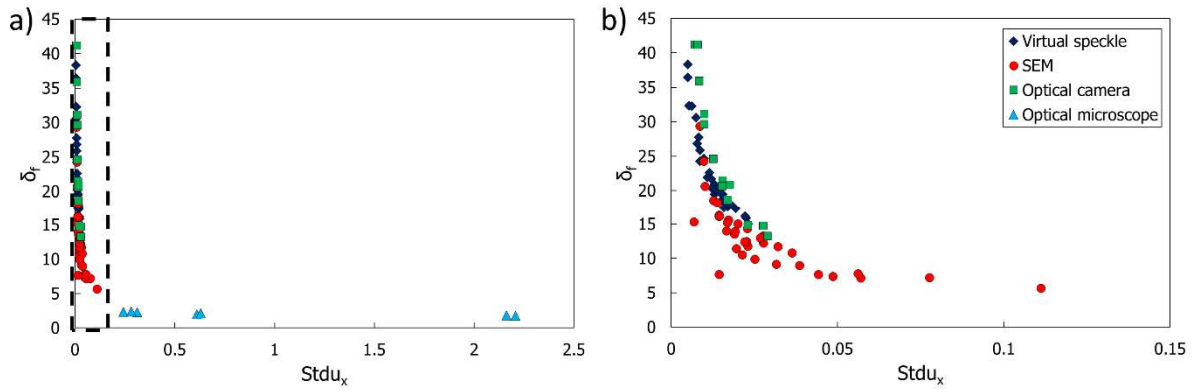 a)
45
40
35
30
25
20
15
10
5
0
δf
0 0.5 1 1.5 2 2.5
Stduₓ
b)
45
40
35
30
25
20
15
10
5
0
δf
Virtual speckle
SEM
Optical camera
Optical microscope
0 0.05 0.1 0.15
Stduₓ